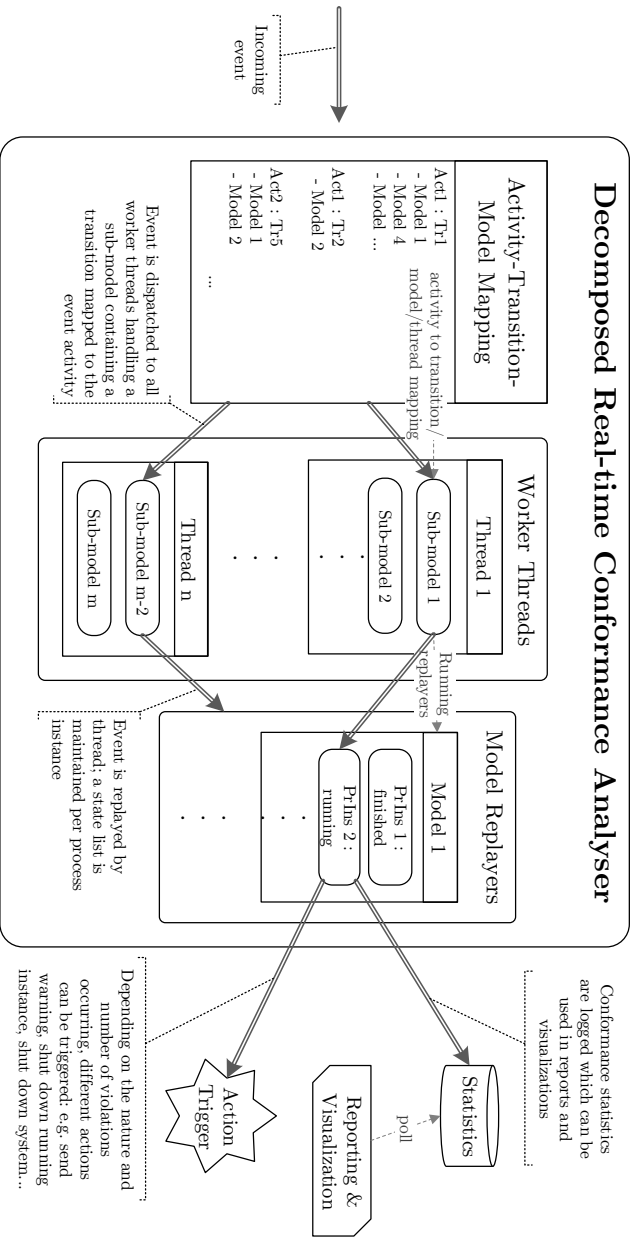 Decomposed Real-time Conformance Analyser
Incoming
event
Activity-Transition-
Model Mapping
Act1 : Tr1
- Model 1
- Model 4
- Model ...
Act1 : Tr2
- Model 2
Act2 : Tr5
- Model 1
- Model 2
...
activity to transition/
model/thread mapping
Event is dispatched to all
worker threads handling a
sub-model containing a
transition mapped to the
event activity
Worker Threads
Thread 1
Sub-model 1
Sub-model 2
. . .
. . .
Thread n
Sub-model m-2
Sub-model m
Running
replayers
Event is replayed by
thread; a state list is
maintained per process
instance
Model Replayers
Model 1
PrIns 1 :
finished
PrIns 2 :
running
. . .
. . .
Conformance statistics
are logged which can be
used in reports and
visualizations
Statistics
poll
Reporting &
Visualization
Action
Trigger
Depending on the nature and
number of violations
occurring, different actions
can be triggered: e.g. send
warning, shut down running
instance, shut down system...